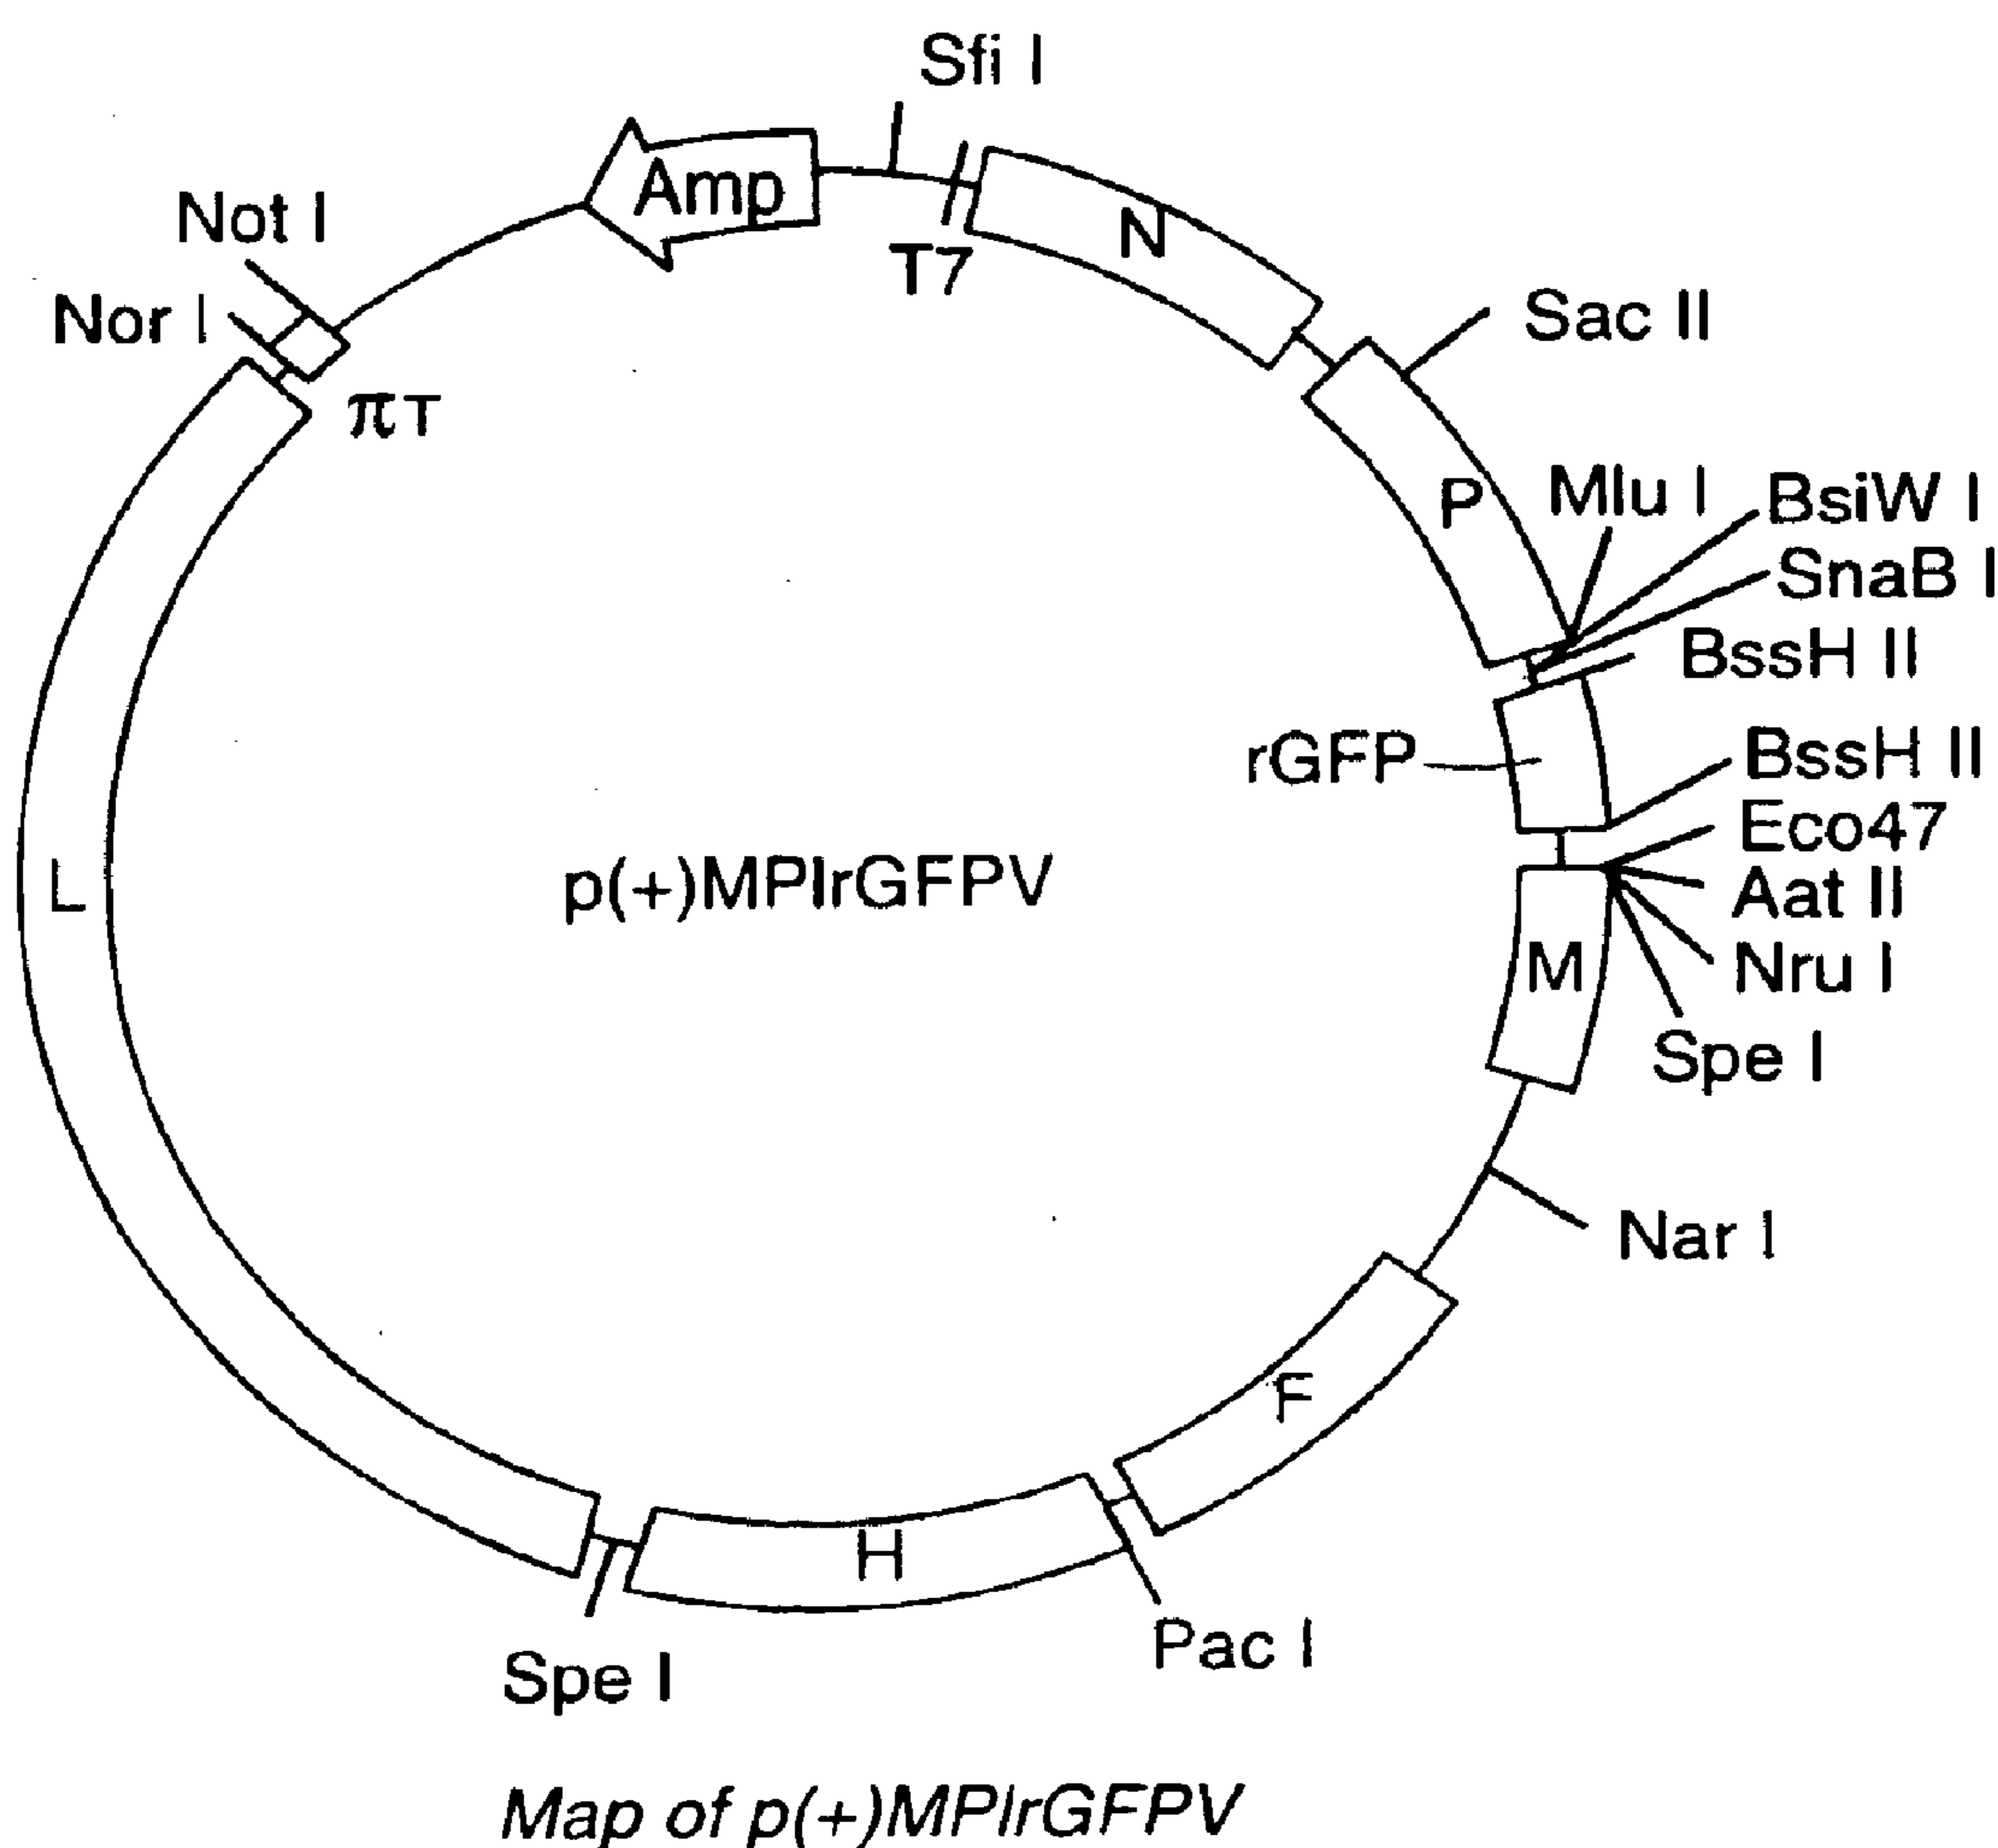 Sfi I
Amp
Not I
T7
N
Nor I
Sac II
πT
P
Mlu I
BsiW I
SnaB I
BssH II
rGFP
BssH II
Eco47
L
p(+)MPIrGFPV
Aat II
M
Nru I
Spe I
Nar I
F
H
Pac I
Spe I
Map of p(+)MPIrGFPV